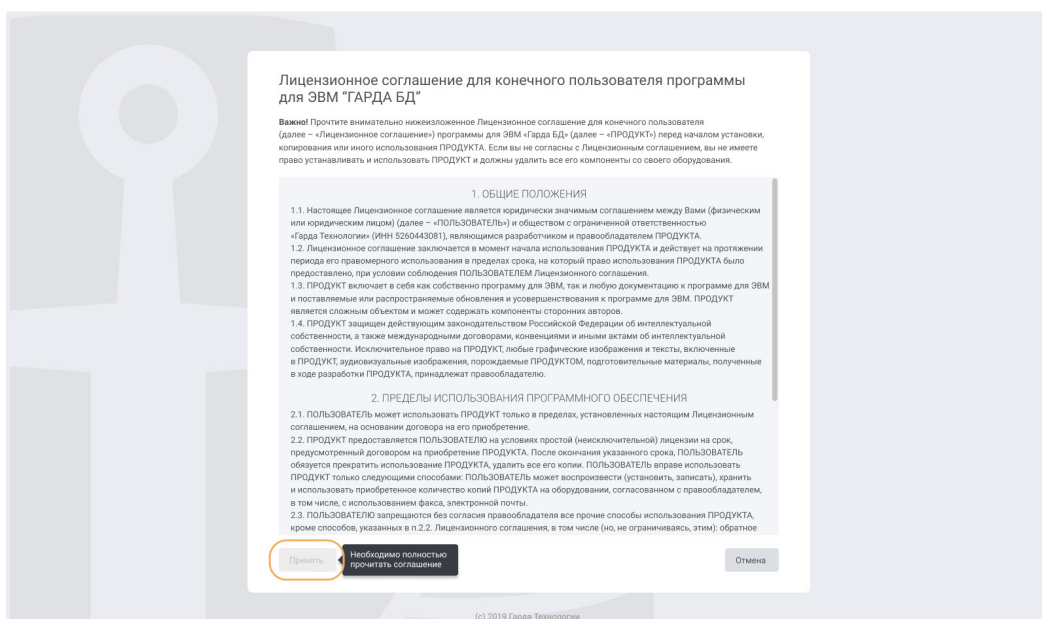 Лицензионное соглашение для конечного пользователя программы
для ЭВМ "ГАРДА БД"
Важно! Прочтите внимательно нижеизложенное Лицензионное соглашение для конечного пользователя
(далее – «Лицензионное соглашение») программы для ЭВМ «Гарда БД» (далее – «ПРОДУКТ») перед началом установки,
копирования или иного использования ПРОДУКТА. Если вы не согласны с Лицензионным соглашением, вы не имеете
право устанавливать и использовать ПРОДУКТ и должны удалить все его компоненты со своего оборудования.
1. ОБЩИЕ ПОЛОЖЕНИЯ
1.1. Настоящее Лицензионное соглашение является юридически значимым соглашением между Вами (физическим
или юридическим лицом) (далее – «ПОЛЬЗОВАТЕЛЬ») и обществом с ограниченной ответственностью
«Гарда Технологии» (ИНН 5260443081), являющимся разработчиком и правообладателем ПРОДУКТА.
1.2. Лицензионное соглашение заключается в момент начала использования ПРОДУКТА и действует на протяжении
периода его правомерного использования в пределах срока, на который право использования ПРОДУКТА было
предоставлено, при условии соблюдения ПОЛЬЗОВАТЕЛЕМ Лицензионного соглашения.
1.3. ПРОДУКТ включает в себя как собственно программу для ЭВМ, так и любую документацию к программе для ЭВМ
и поставляемые или распространяемые обновления и усовершенствования к программе для ЭВМ. ПРОДУКТ
является сложным объектом и может содержать компоненты сторонних авторов.
1.4. ПРОДУКТ защищен действующим законодательством Российской Федерации об интеллектуальной
собственности, а также международными договорами, конвенциями и иными актами об интеллектуальной
собственности. Исключительное право на ПРОДУКТ, любые графические изображения и тексты, включенные
в ПРОДУКТ, аудиовизуальные изображения, порождаемые ПРОДУКТОМ, подготовительные материалы, полученные
в ходе разработки ПРОДУКТА, принадлежат правообладателю.
2. ПРЕДЕЛЫ ИСПОЛЬЗОВАНИЯ ПРОГРАММНОГО ОБЕСПЕЧЕНИЯ
2.1. ПОЛЬЗОВАТЕЛЬ может использовать ПРОДУКТ только в пределах, установленных настоящим Лицензионным
соглашением, на основании договора на его приобретение.
2.2. ПРОДУКТ предоставляется ПОЛЬЗОВАТЕЛЮ на условиях простой (неисключительной) лицензии на срок,
предусмотренный договором на приобретение ПРОДУКТА. После окончания указанного срока, ПОЛЬЗОВАТЕЛЬ
обязуется прекратить использование ПРОДУКТА, удалить все его копии. ПОЛЬЗОВАТЕЛЬ вправе использовать
ПРОДУКТ только следующими способами: ПОЛЬЗОВАТЕЛЬ может воспроизвести (установить, записать), хранить
и использовать приобретенное количество копий ПРОДУКТА на оборудовании, согласованном с правообладателем,
в том числе, с использованием факса, электронной почты.
2.3. ПОЛЬЗОВАТЕЛЮ запрещаются без согласия правообладателя все прочие способы использования ПРОДУКТА,
кроме способов, указанных в п.2.2. Лицензионного соглашения, в том числе (но, не ограничиваясь, этим): обратное
Принять
Необходимо полностью
прочитать соглашение
Отмена
(c) 2019 Гарда Технологии